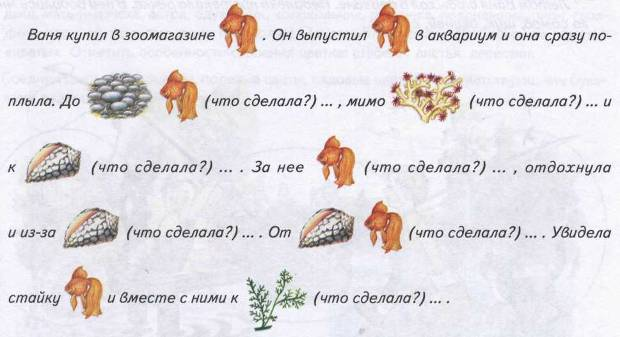 Ваня купил в зоомагазине . Он выпустил в аквариум и она сразу по-
плыла. До (что сделала?) ... , мимо (что сделала?) ... и
к (что сделала?) ... . За нее (что сделала?) ... , отдохнула
и из-за (что сделала?) ... . От (что сделала?) ... . Увидела
стайку и вместе с ними к (что сделала?) ... .